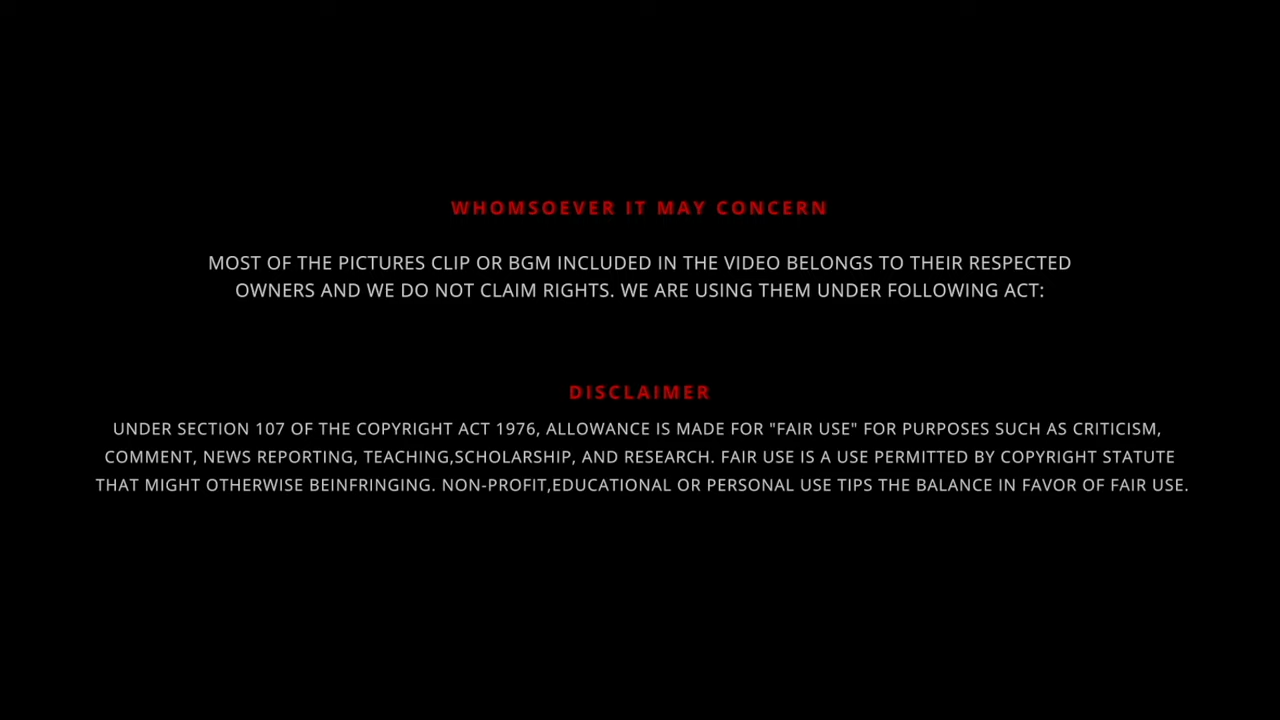 WHOMSOEVER IT MAY CONCERN
MOST OF THE PICTURES CLIP OR BGM INCLUDED IN THE VIDEO BELONGS TO THEIR RESPECTED
OWNERS AND WE DO NOT CLAIM RIGHTS. WE ARE USING THEM UNDER FOLLOWING ACT:
DISCLAIMER
UNDER SECTION 107 OF THE COPYRIGHT ACT 1976, ALLOWANCE IS MADE FOR "FAIR USE" FOR PURPOSES SUCH AS CRITICISM,
COMMENT, NEWS REPORTING, TEACHING,SCHOLARSHIP, AND RESEARCH. FAIR USE IS A USE PERMITTED BY COPYRIGHT STATUTE
THAT MIGHT OTHERWISE BEINFRINGING. NON-PROFIT,EDUCATIONAL OR PERSONAL USE TIPS THE BALANCE IN FAVOR OF FAIR USE.